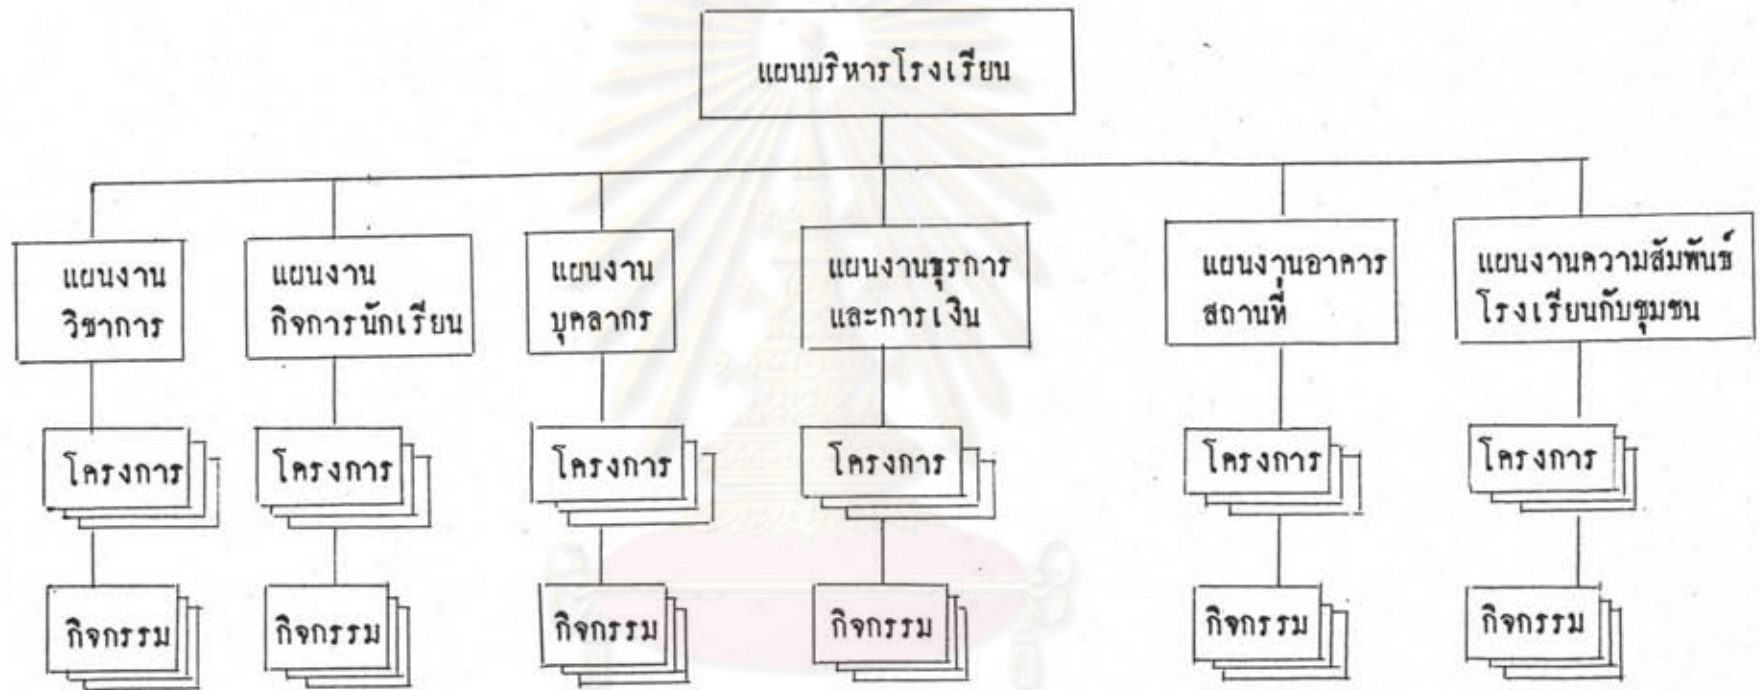 แผนบริหารโรงเรียน
แผนงาน
วิชาการ
แผนงาน
กิจการนักเรียน
แผนงาน
บุคลากร
แผนงานธุรการ
และการเงิน
แผนงานอาคาร
สถานที่
แผนงานความสัมพันธ์
โรงเรียนกับชุมชน
โครงการ
โครงการ
โครงการ
โครงการ
โครงการ
โครงการ
กิจกรรม
กิจกรรม
กิจกรรม
กิจกรรม
กิจกรรม
กิจกรรม